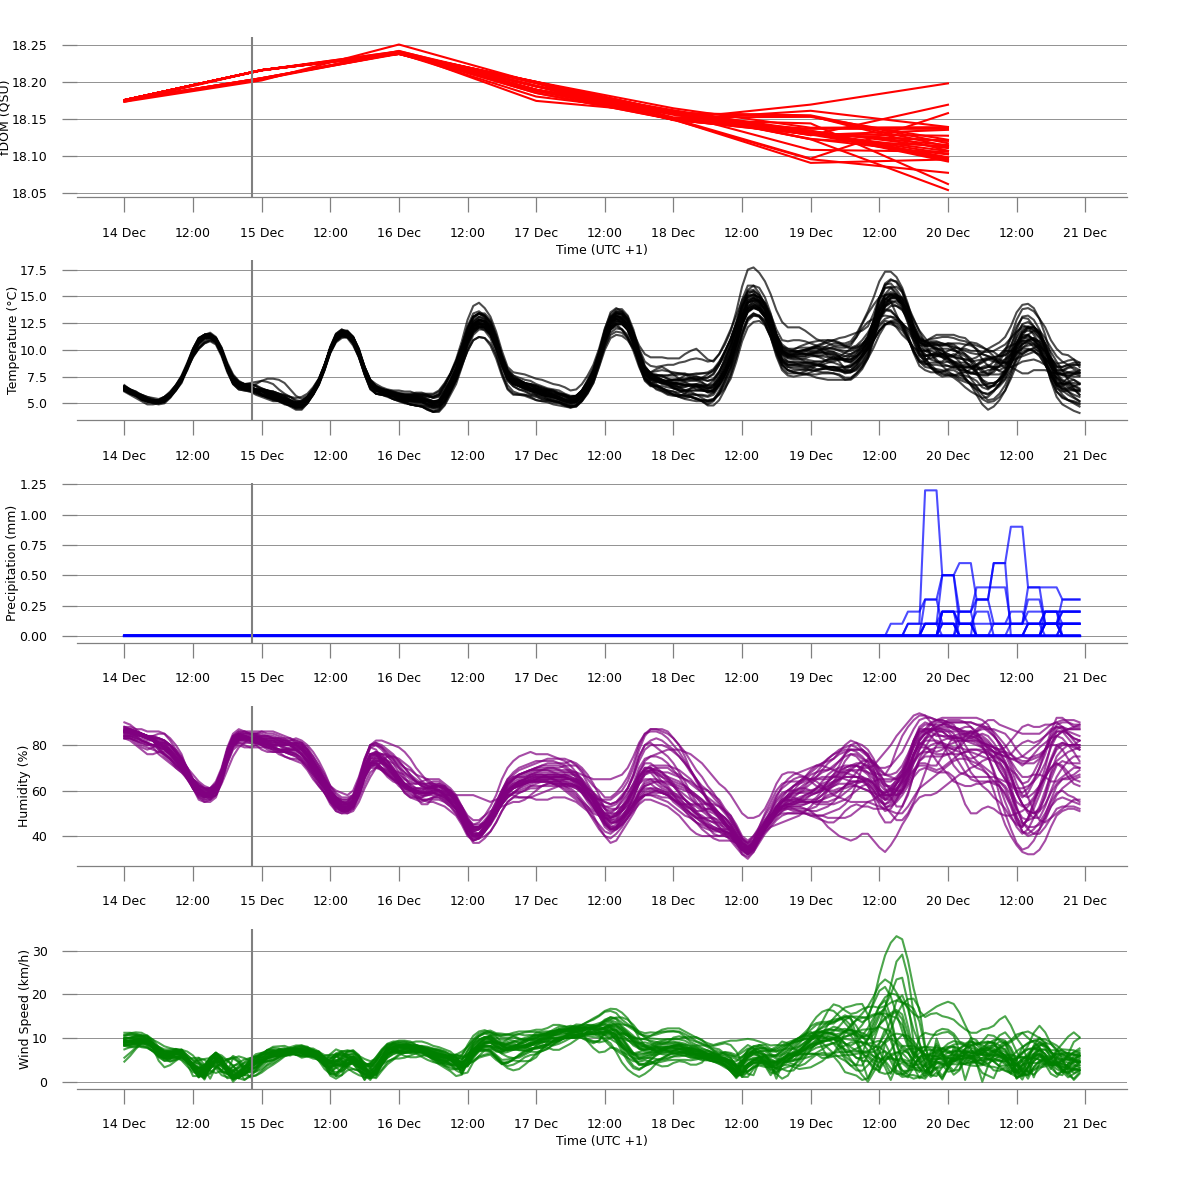 fDOM (QSU)
18.25
18.20
18.15
18.10
18.05
14 Dec 12:00 15 Dec 12:00 16 Dec 12:00 17 Dec 12:00 18 Dec 12:00 19 Dec 12:00 20 Dec 12:00 21 Dec
Time (UTC +1)
Temperature (°C)
17.5
15.0
12.5
10.0
7.5
5.0
14 Dec 12:00 15 Dec 12:00 16 Dec 12:00 17 Dec 12:00 18 Dec 12:00 19 Dec 12:00 20 Dec 12:00 21 Dec
Precipitation (mm)
1.25
1.00
0.75
0.50
0.25
0.00
14 Dec 12:00 15 Dec 12:00 16 Dec 12:00 17 Dec 12:00 18 Dec 12:00 19 Dec 12:00 20 Dec 12:00 21 Dec
Humidity (%)
80
60
40
14 Dec 12:00 15 Dec 12:00 16 Dec 12:00 17 Dec 12:00 18 Dec 12:00 19 Dec 12:00 20 Dec 12:00 21 Dec
Wind Speed (km/h)
30
20
10
0
14 Dec 12:00 15 Dec 12:00 16 Dec 12:00 17 Dec 12:00 18 Dec 12:00 19 Dec 12:00 20 Dec 12:00 21 Dec
Time (UTC +1)